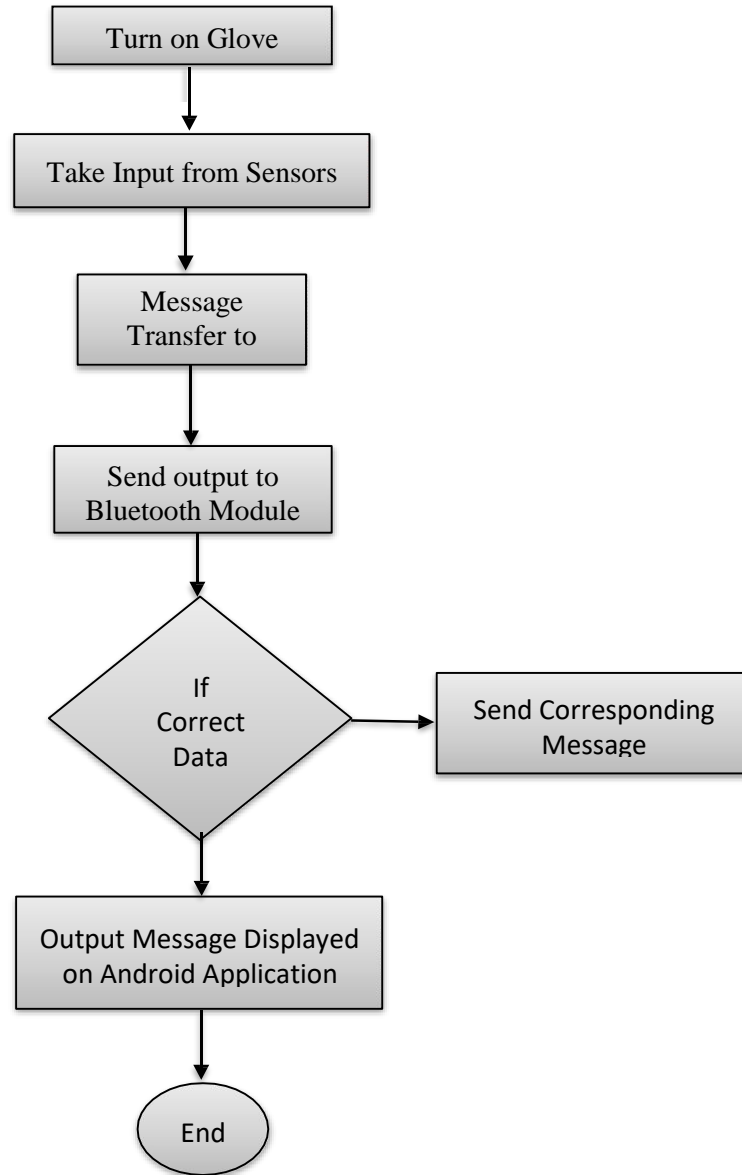 Turn on Glove
Take Input from Sensors
Message
Transfer to
Send output to
Bluetooth Module
If
Correct
Data
Send Corresponding
Message
Output Message Displayed
on Android Application
End